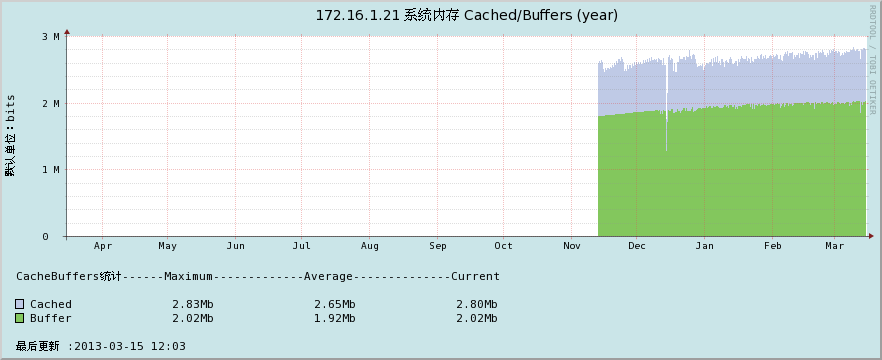 172.16.1.21 系统内存 Cached/Buffers (year)
RRDTOOL / TOBI OETIKER
默认单位：bits
3 M
2 M
1 M
0
Apr May Jun Jul Aug Sep Oct Nov Dec Jan Feb Mar
CacheBuffers统计------Maximum-------------Average--------------Current
Cached 2.83Mb 2.65Mb 2.80Mb
Buffer 2.02Mb 1.92Mb 2.02Mb
最后更新 :2013-03-15 12:03